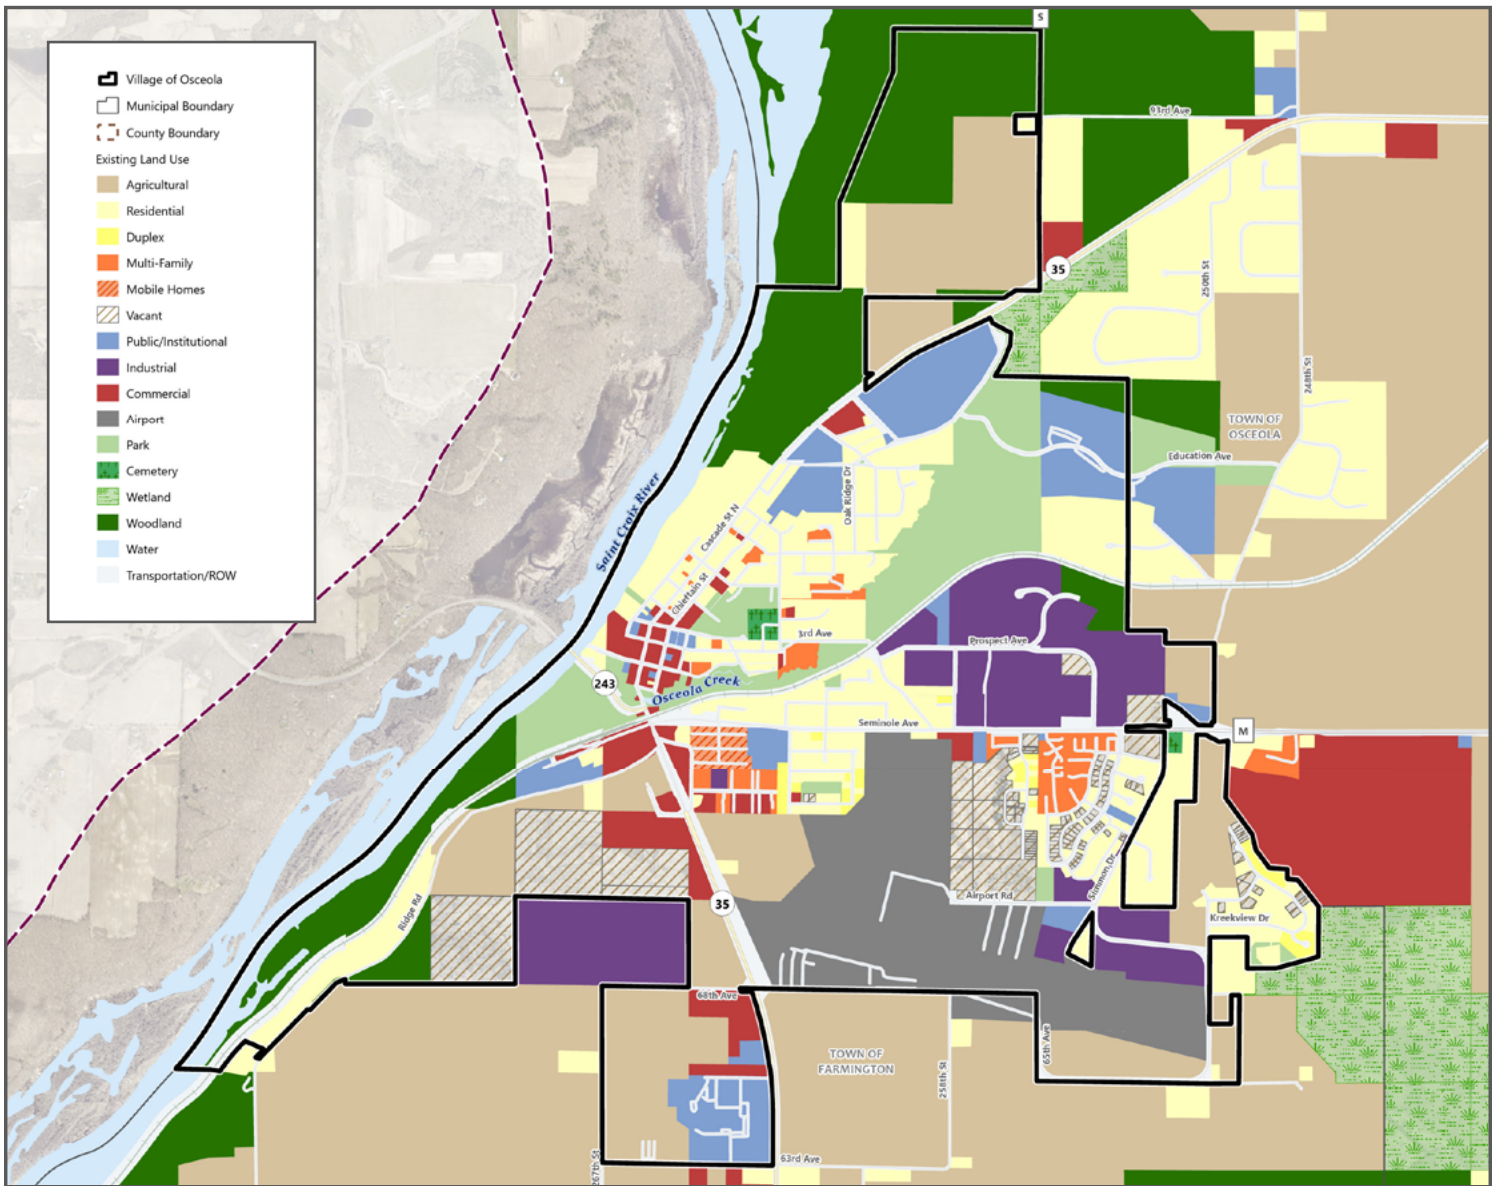 Village of Osceola
Municipal Boundary
County Boundary
Existing Land Use
Agricultural
Residential
Duplex
Multi-Family
Mobile Homes
Vacant
Public/Institutional
Industrial
Commercial
Airport
Park
Cemetery
Wetland
Woodland
Water
Transportation/ROW
S
93rd Ave
35
250th St
248th St
TOWN OF
OSCEOLA
Education Ave
Saint Croix River
Cascade St N
Oak Ridge Dr
Chieftain St
3rd Ave
Prospect Ave
243
Osceola Creek
Seminole Ave
M
Ridge Rd
35
Airport Rd
Simmon Dr
Kreekview Dr
68th Ave
TOWN OF
FARMINGTON
258th St
65th Ave
63rd Ave
267th St